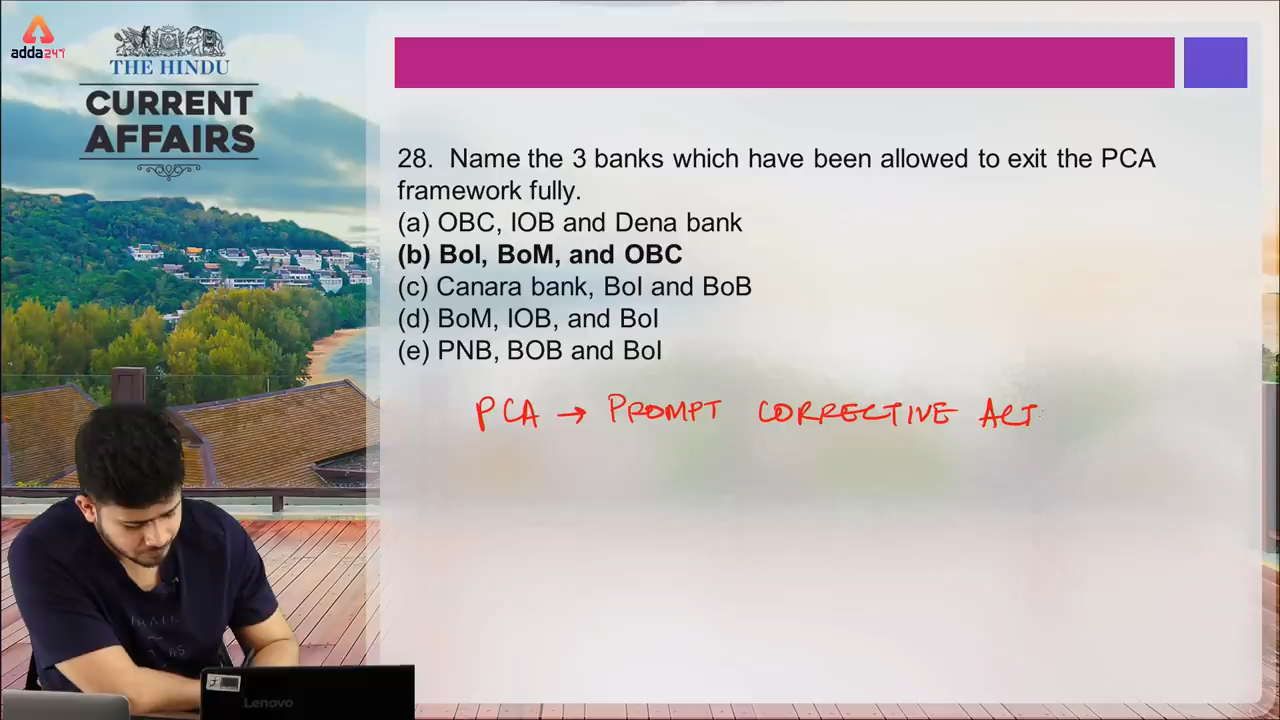 adda247
THE HINDU
CURRENT
AFFAIRS
28. Name the 3 banks which have been allowed to exit the PCA
framework fully.
(a) OBC, IOB and Dena bank
(b) BoI, BoM, and OBC
(c) Canara bank, BoI and BoB
(d) BoM, IOB, and BoI
(e) PNB, BOB and BoI
PCA → PROMPT CORRECTIVE ACT
Lenovo